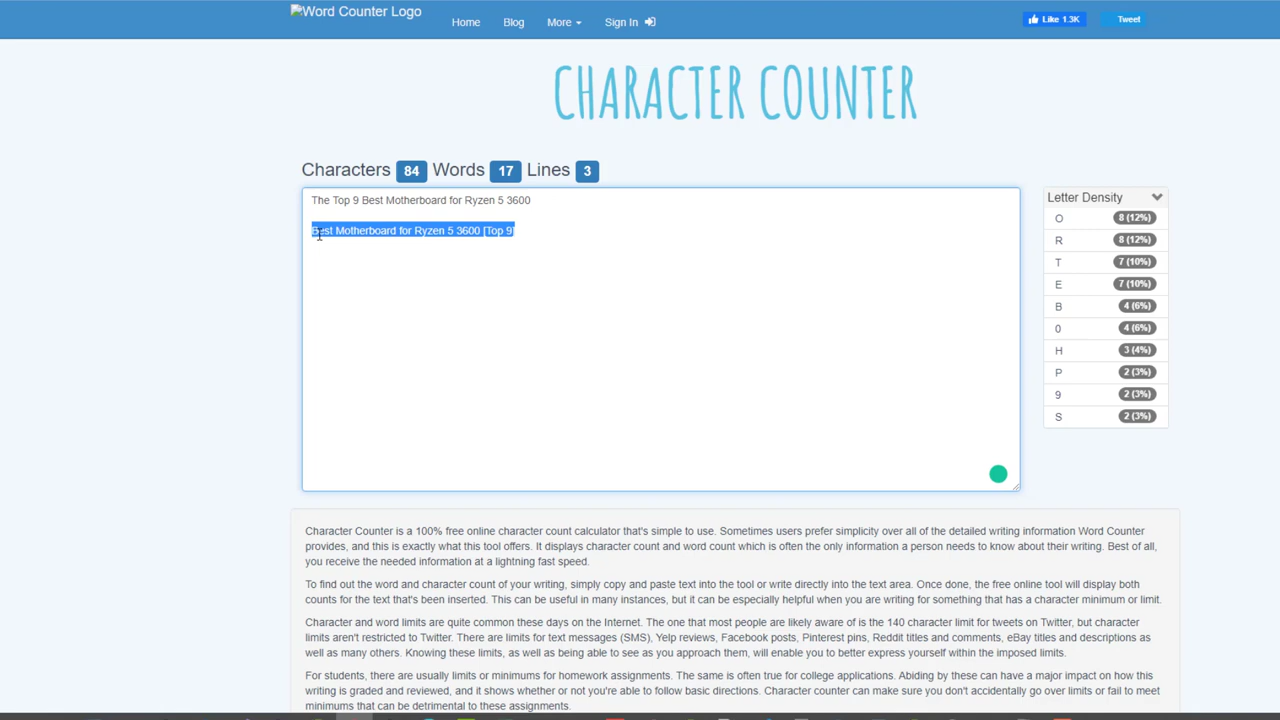 Word Counter Logo
Home Blog More Sign In
Like 1.3K Tweet
CHARACTER COUNTER
Characters 84 Words 17 Lines 3
The Top 9 Best Motherboard for Ryzen 5 3600
Best Motherboard for Ryzen 5 3600 [Top 9]
Letter Density
O 8 (12%)
R 8 (12%)
T 7 (10%)
E 7 (10%)
B 4 (6%)
0 4 (6%)
H 3 (4%)
P 2 (3%)
9 2 (3%)
S 2 (3%)
Character Counter is a 100% free online character count calculator that's simple to use. Sometimes users prefer simplicity over all of the detailed writing information Word Counter
provides, and this is exactly what this tool offers. It displays character count and word count which is often the only information a person needs to know about their writing. Best of all,
you receive the needed information at a lightning fast speed.
To find out the word and character count of your writing, simply copy and paste text into the tool or write directly into the text area. Once done, the free online tool will display both
counts for the text that's been inserted. This can be useful in many instances, but it can be especially helpful when you are writing for something that has a character minimum or limit.
Character and word limits are quite common these days on the Internet. The one that most people are likely aware of is the 140 character limit for tweets on Twitter, but character
limits aren't restricted to Twitter. There are limits for text messages (SMS), Yelp reviews, Facebook posts, Pinterest pins, Reddit titles and comments, eBay titles and descriptions as
well as many others. Knowing these limits, as well as being able to see as you approach them, will enable you to better express yourself within the imposed limits.
For students, there are usually limits or minimums for homework assignments. The same is often true for college applications. Abiding by these can have a major impact on how this
writing is graded and reviewed, and it shows whether or not you're able to follow basic directions. Character counter can make sure you don't accidentally go over limits or fail to meet
minimums that can be detrimental to these assignments.